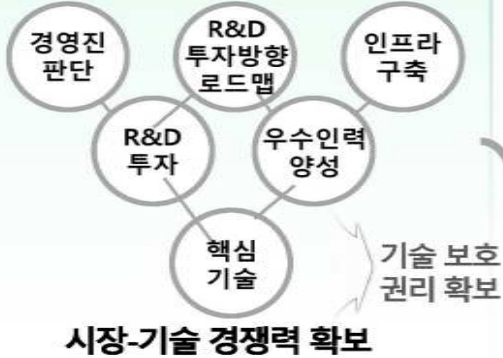 경영진
판단
R&D
투자방향
로드맵
인프라
구축
R&D
투자
우수인력
양성
핵심
기술
기술 보호
권리 확보
시장-기술 경쟁력 확보